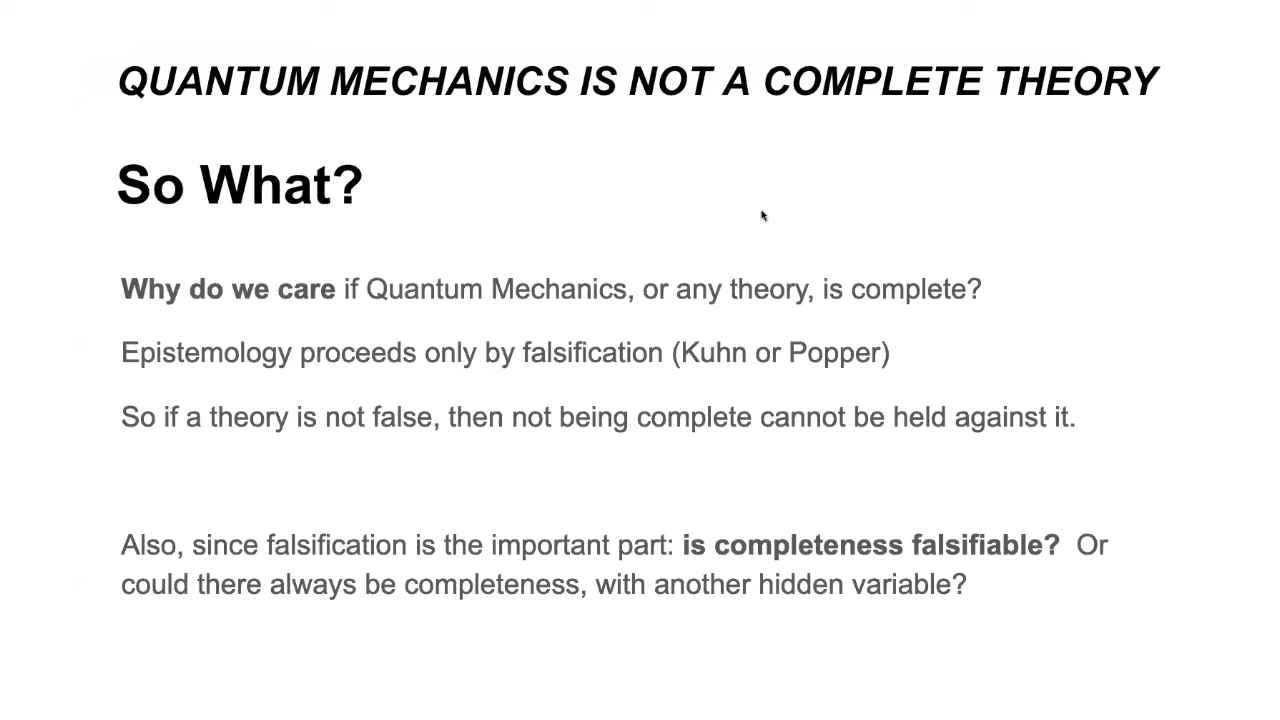 QUANTUM MECHANICS IS NOT A COMPLETE THEORY
So What?
Why do we care if Quantum Mechanics, or any theory, is complete?
Epistemology proceeds only by falsification (Kuhn or Popper)
So if a theory is not false, then not being complete cannot be held against it.
Also, since falsification is the important part: is completeness falsifiable?  Or
could there always be completeness, with another hidden variable?